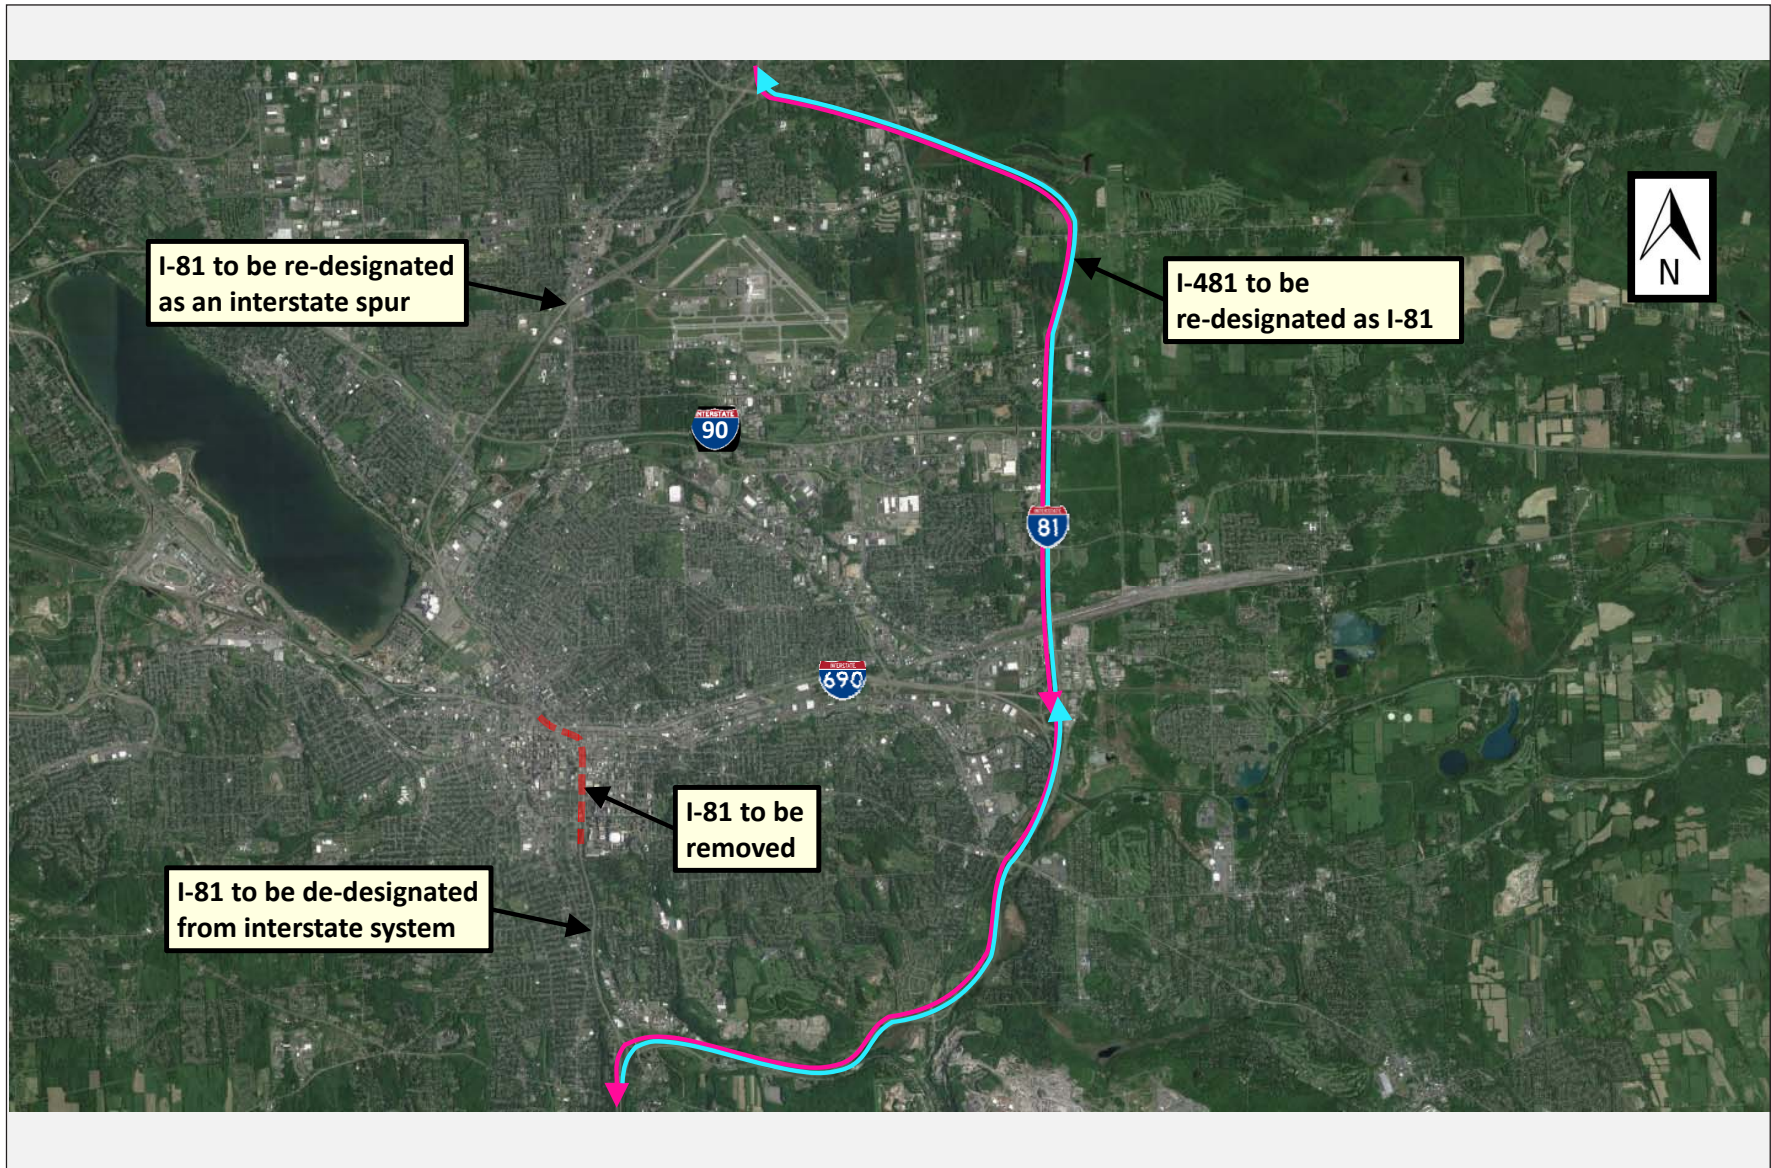 I-81 to be re-designated
as an interstate spur
I-481 to be
re-designated as I-81
N
INTERSTATE
90
INTERSTATE
81
INTERSTATE
690
I-81 to be
removed
I-81 to be de-designated
from interstate system